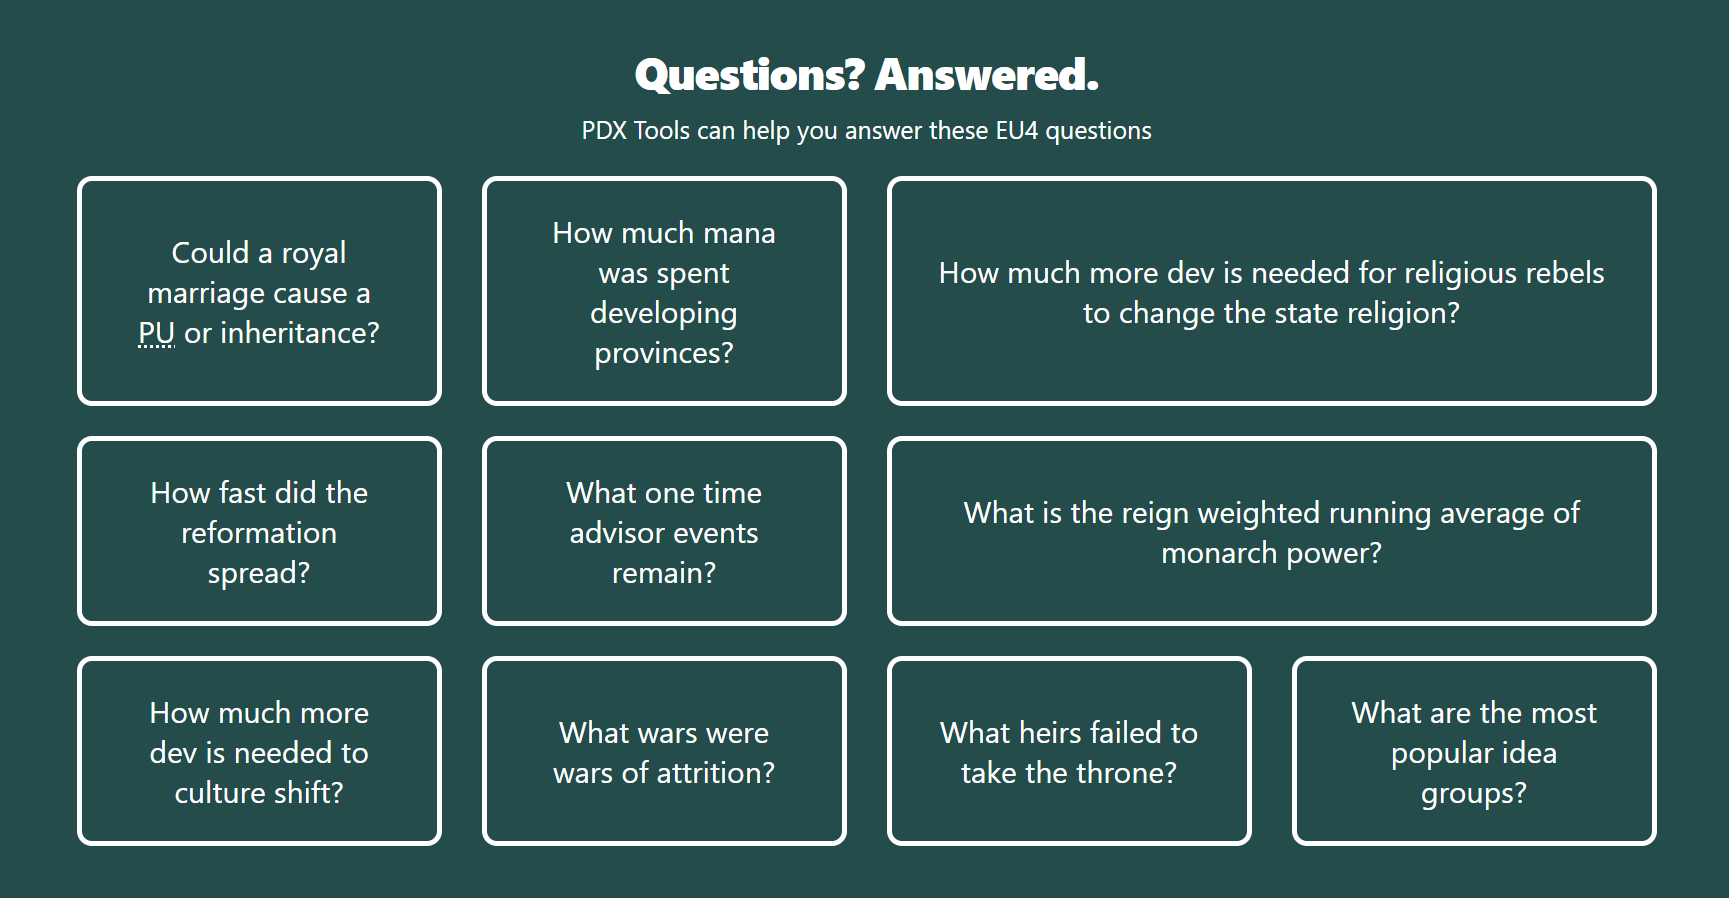 Questions? Answered.
PDX Tools can help you answer these EU4 questions
Could a royal
marriage cause a
PU or inheritance?
How much mana
was spent
developing
provinces?
How much more dev is needed for religious rebels
to change the state religion?
How fast did the
reformation
spread?
What one time
advisor events
remain?
What is the reign weighted running average of
monarch power?
How much more
dev is needed to
culture shift?
What wars were
wars of attrition?
What heirs failed to
take the throne?
What are the most
popular idea
groups?